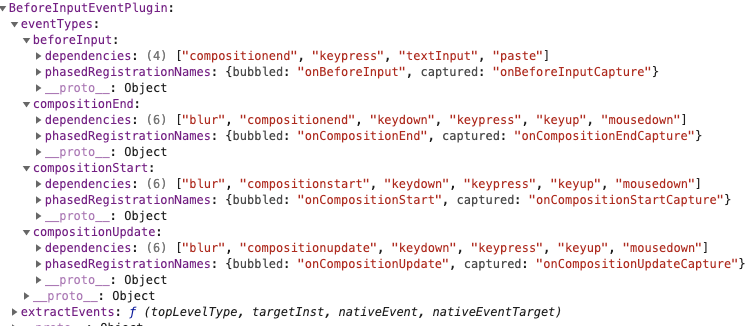 ▼BeforeInputEventPlugin:
▼eventTypes:
▼beforeInput:
▶dependencies: (4) ["compositionend", "keypress", "textInput", "paste"]
▶phasedRegistrationNames: {bubbled: "onBeforeInput", captured: "onBeforeInputCapture"}
▶__proto__: Object
▼compositionEnd:
▶dependencies: (6) ["blur", "compositionend", "keydown", "keypress", "keyup", "mousedown"]
▶phasedRegistrationNames: {bubbled: "onCompositionEnd", captured: "onCompositionEndCapture"}
▶__proto__: Object
▼compositionStart:
▶dependencies: (6) ["blur", "compositionstart", "keydown", "keypress", "keyup", "mousedown"]
▶phasedRegistrationNames: {bubbled: "onCompositionStart", captured: "onCompositionStartCapture"}
▶__proto__: Object
▼compositionUpdate:
▶dependencies: (6) ["blur", "compositionupdate", "keydown", "keypress", "keyup", "mousedown"]
▶phasedRegistrationNames: {bubbled: "onCompositionUpdate", captured: "onCompositionUpdateCapture"}
▶__proto__: Object
▶__proto__: Object
▶extractEvents: ƒ (topLevelType, targetInst, nativeEvent, nativeEventTarget)
▶__proto__: Object